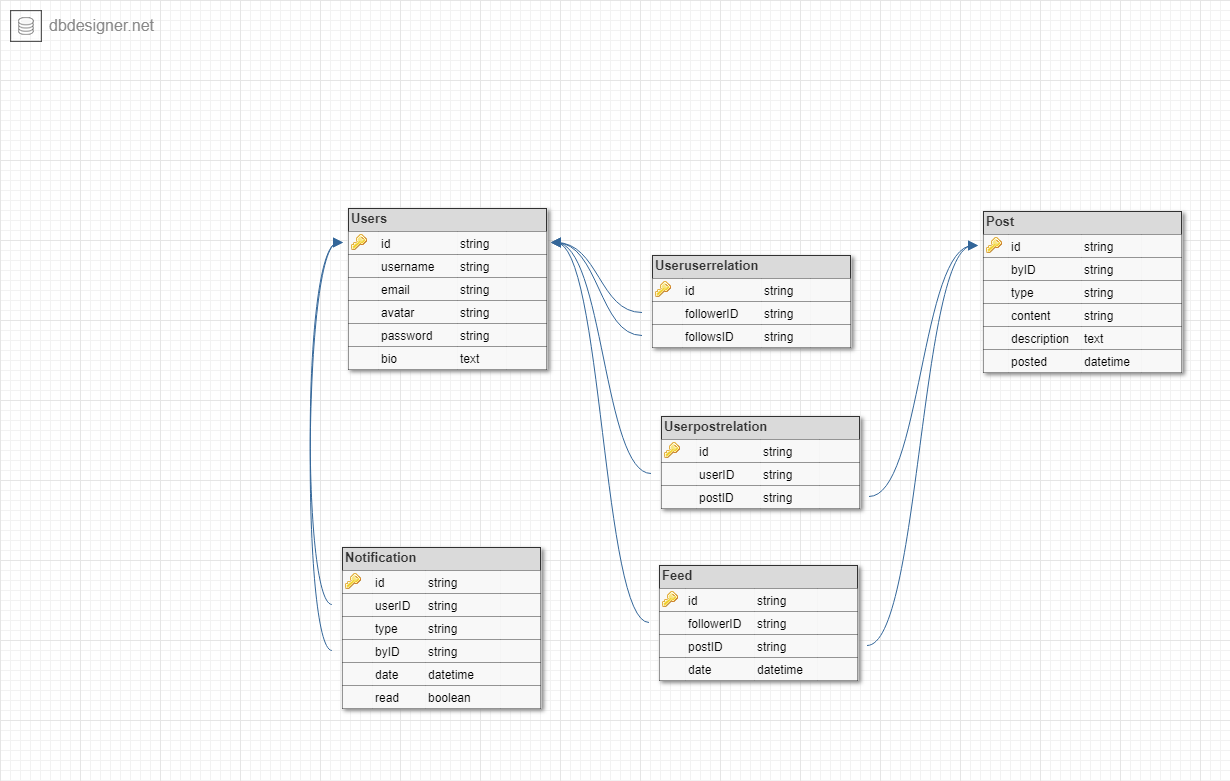 dbdesigner.net
Users
id string
username string
email string
avatar string
password string
bio text
Useruserrelation
id string
followerID string
followsID string
Post
id string
byID string
type string
content string
description text
posted datetime
Userpostrelation
id string
userID string
postID string
Notification
id string
userID string
type string
byID string
date datetime
read boolean
Feed
id string
followerID string
postID string
date datetime